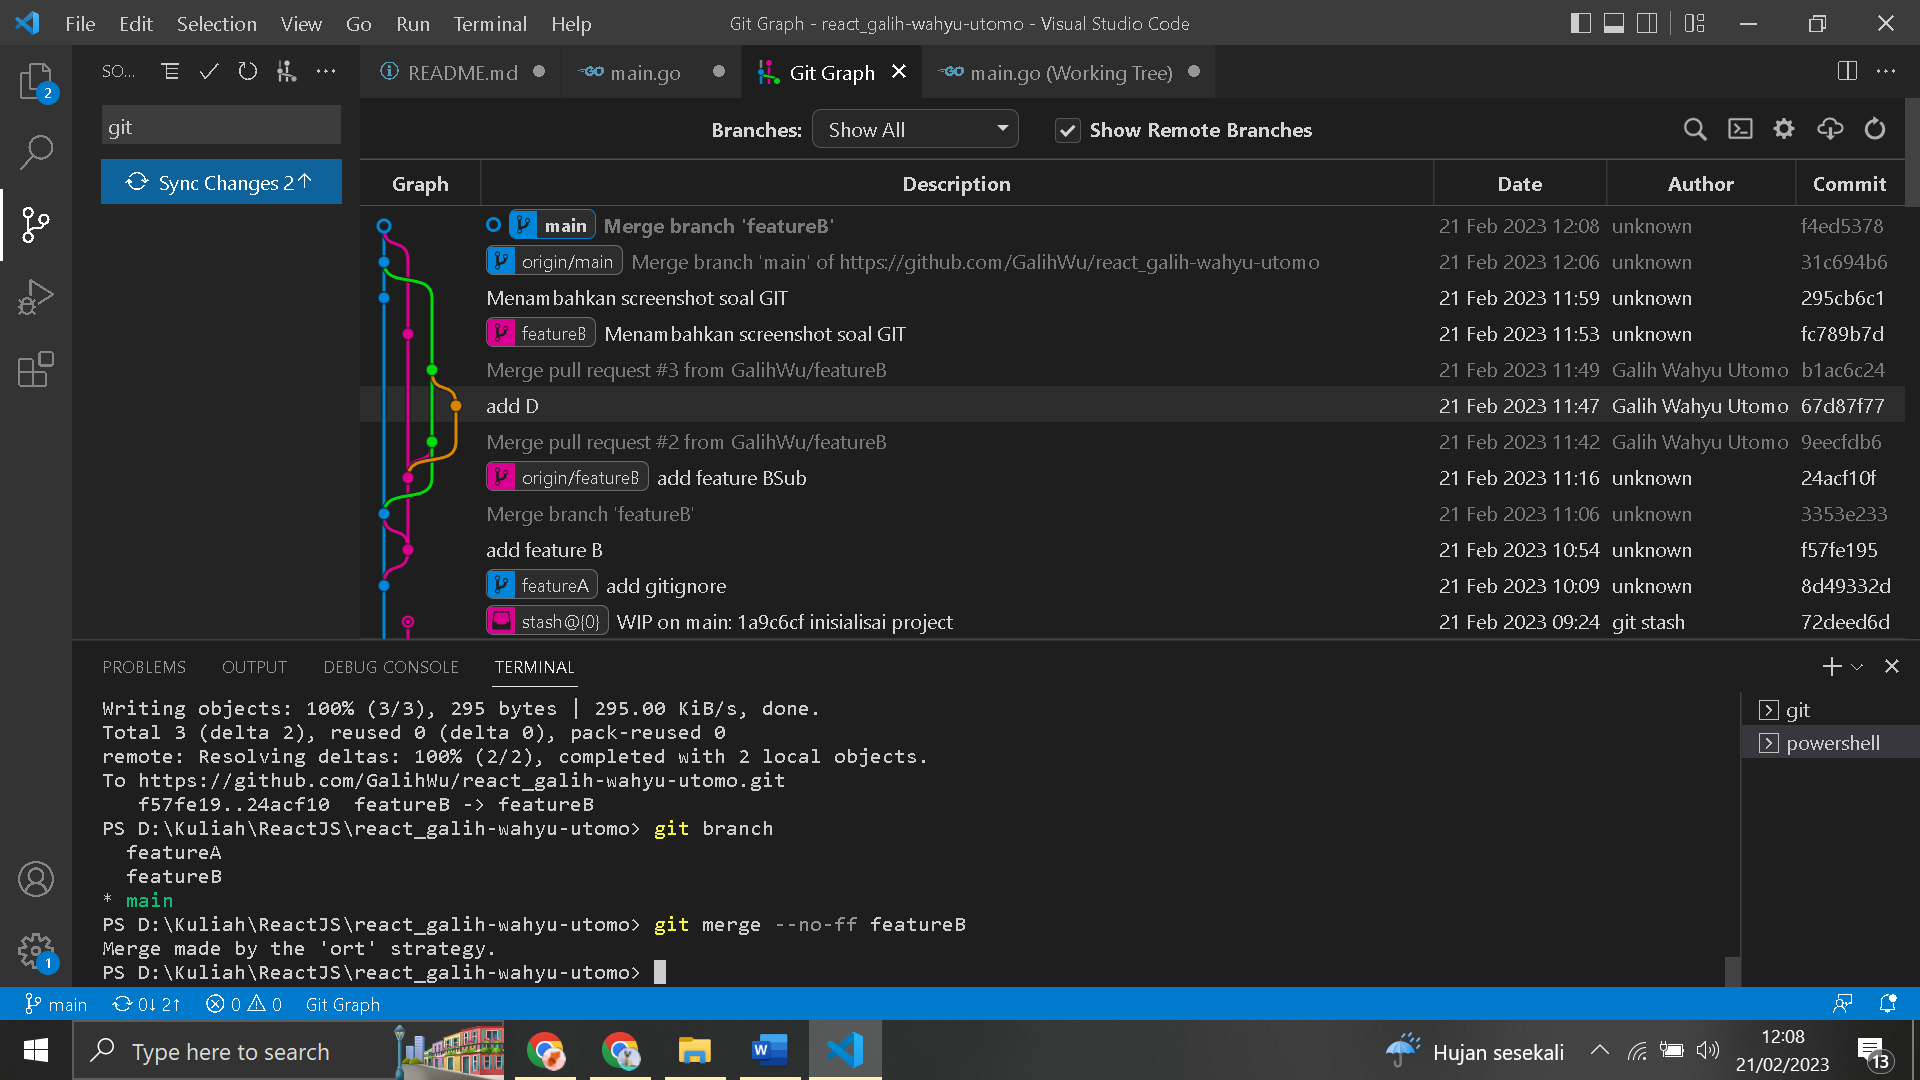 File Edit Selection View Go Run Terminal Help
Git Graph - react_galih-wahyu-utomo - Visual Studio Code
SO...
README.md
main.go
Git Graph
main.go (Working Tree)
2
git
Sync Changes 2↑
Branches: Show All
Show Remote Branches
Graph Description Date Author Commit
main Merge branch 'featureB' 21 Feb 2023 12:08 unknown f4ed5378
origin/main Merge branch 'main' of https://github.com/GalihWu/react_galih-wahyu-utomo 21 Feb 2023 12:06 unknown 31c694b6
Menambahkan screenshot soal GIT 21 Feb 2023 11:59 unknown 295cb6c1
featureB Menambahkan screenshot soal GIT 21 Feb 2023 11:53 unknown fc789b7d
Merge pull request #3 from GalihWu/featureB 21 Feb 2023 11:49 Galih Wahyu Utomo b1ac6c24
add D 21 Feb 2023 11:47 Galih Wahyu Utomo 67d87f77
Merge pull request #2 from GalihWu/featureB 21 Feb 2023 11:42 Galih Wahyu Utomo 9eecfdb6
origin/featureB add feature BSub 21 Feb 2023 11:16 unknown 24acf10f
Merge branch 'featureB' 21 Feb 2023 11:06 unknown 3353e233
add feature B 21 Feb 2023 10:54 unknown f57fe195
featureA add gitignore 21 Feb 2023 10:09 unknown 8d49332d
stash@{0} WIP on main: 1a9c6cf inisialisai project 21 Feb 2023 09:24 git stash 72deed6d
PROBLEMS OUTPUT DEBUG CONSOLE TERMINAL
Writing objects: 100% (3/3), 295 bytes | 295.00 KiB/s, done.
Total 3 (delta 2), reused 0 (delta 0), pack-reused 0
remote: Resolving deltas: 100% (2/2), completed with 2 local objects.
To https://github.com/GalihWu/react_galih-wahyu-utomo.git
f57fe19..24acf10 featureB -> featureB
PS D:\Kuliah\ReactJS\react_galih-wahyu-utomo> git branch
featureA
featureB
* main
PS D:\Kuliah\ReactJS\react_galih-wahyu-utomo> git merge --no-ff featureB
Merge made by the 'ort' strategy.
PS D:\Kuliah\ReactJS\react_galih-wahyu-utomo>
git
powershell
1
main 0↓ 2↑ 0 0 Git Graph
Type here to search
Hujan sesekali
12:08
21/02/2023
13